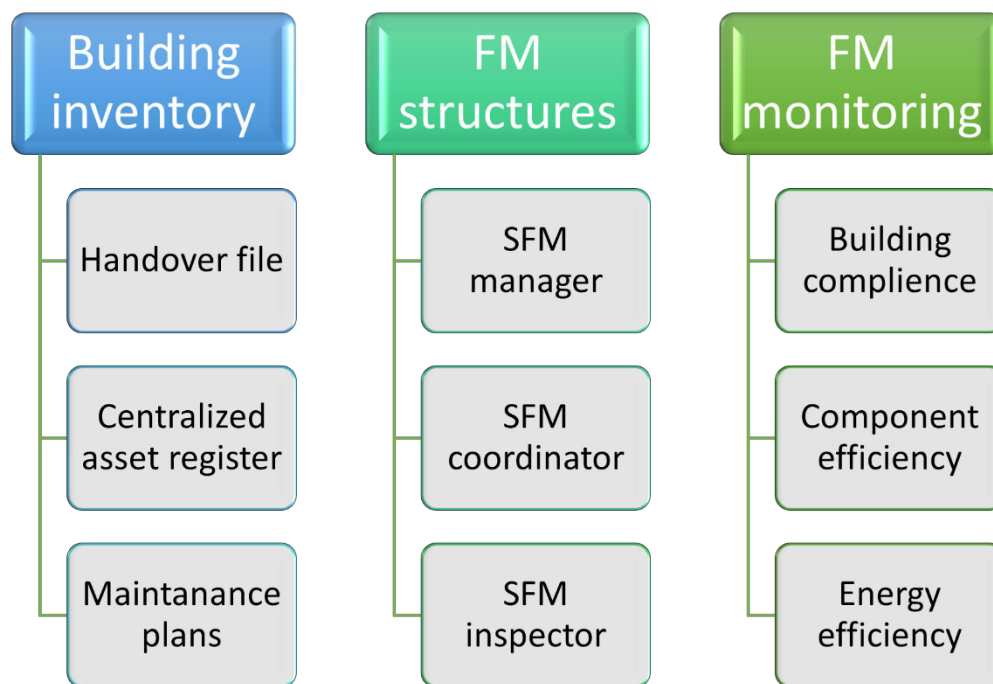 Building
inventory
Handover file
Centralized
asset register
Maintanance
plans
FM
structures
SFM
manager
SFM
coordinator
SFM
inspector
FM
monitoring
Building
complience
Component
efficiency
Energy
efficiency